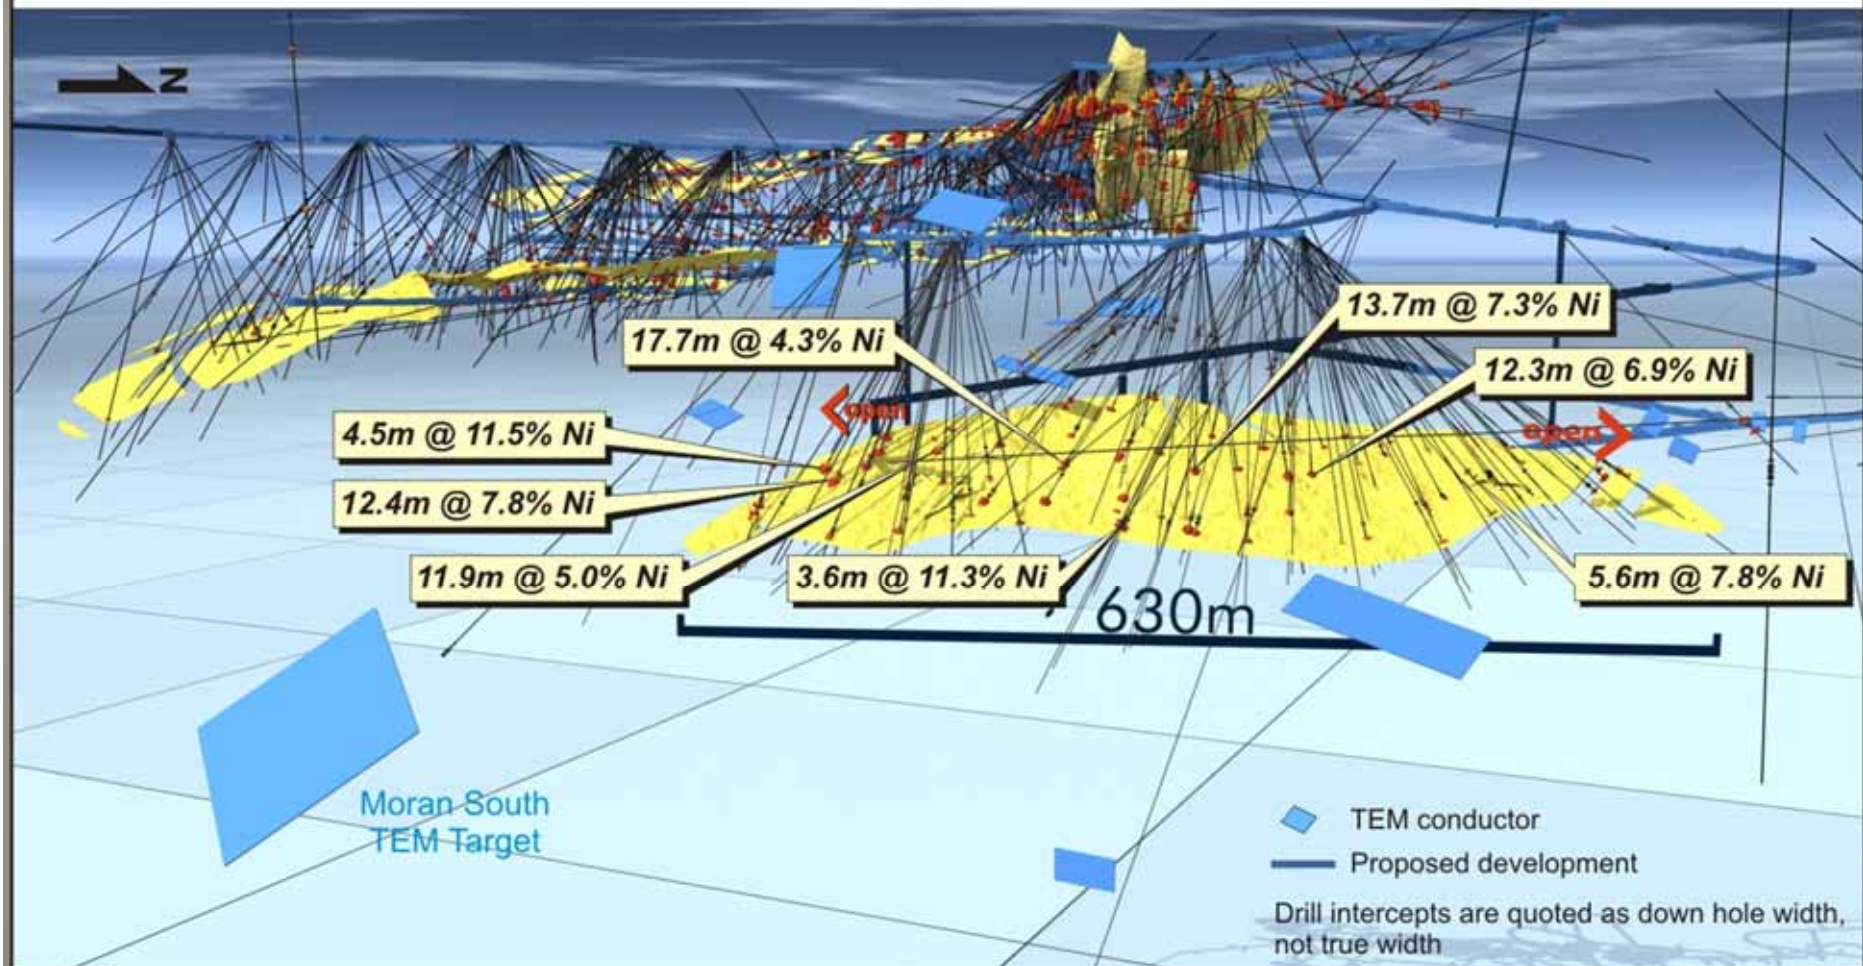 N
13.7m @ 7.3% Ni
17.7m @ 4.3% Ni
12.3m @ 6.9% Ni
open
open
4.5m @ 11.5% Ni
12.4m @ 7.8% Ni
11.9m @ 5.0% Ni
3.6m @ 11.3% Ni
5.6m @ 7.8% Ni
630m
Moran South
TEM Target
TEM conductor
Proposed development
Drill intercepts are quoted as down hole width,
not true width